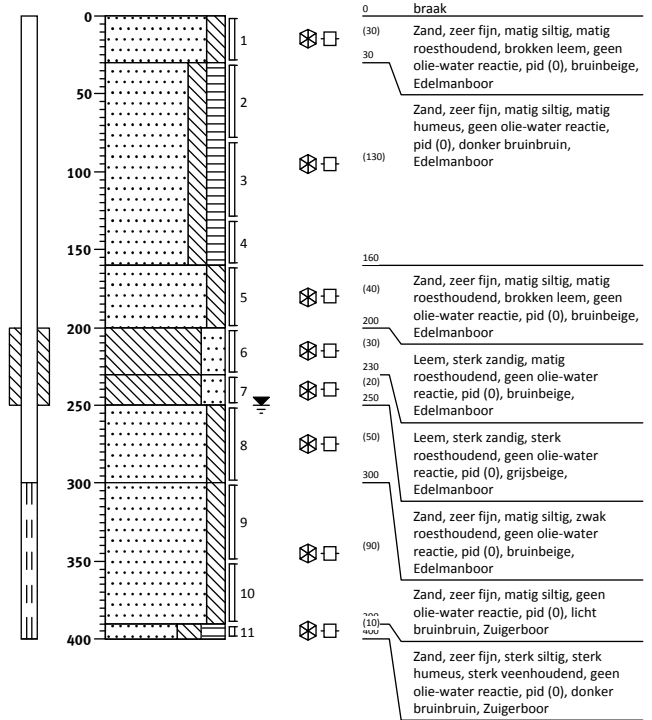 0
50
100
150
200
250
300
350
400
1
2
3
4
5
6
7
8
9
10
11
0
braak
(30)
Zand, zeer fijn, matig siltig, matig
roesthoudend, brokken leem, geen
olie-water reactie, pid (0), bruinbeige,
Edelmanboor
30
(130)
Zand, zeer fijn, matig siltig, matig
humeus, geen olie-water reactie,
pid (0), donker bruinbruin,
Edelmanboor
160
(40)
Zand, zeer fijn, matig siltig, matig
roesthoudend, brokken leem, geen
olie-water reactie, pid (0), bruinbeige,
Edelmanboor
200
(30)
Leem, sterk zandig, matig
roesthoudend, geen olie-water
reactie, pid (0), bruinbeige,
Edelmanboor
230
(20)
Leem, sterk zandig, sterk
roesthoudend, geen olie-water
reactie, pid (0), grijsbeige,
Edelmanboor
250
(50)
Zand, zeer fijn, matig siltig, zwak
roesthoudend, geen olie-water
reactie, pid (0), bruinbeige,
Edelmanboor
300
(90)
Zand, zeer fijn, matig siltig, geen
olie-water reactie, pid (0), licht
bruinbruin, Zuigerboor
(10)
400
Zand, zeer fijn, sterk siltig, sterk
humeus, sterk veenhoudend, geen
olie-water reactie, pid (0), donker
bruinbruin, Zuigerboor